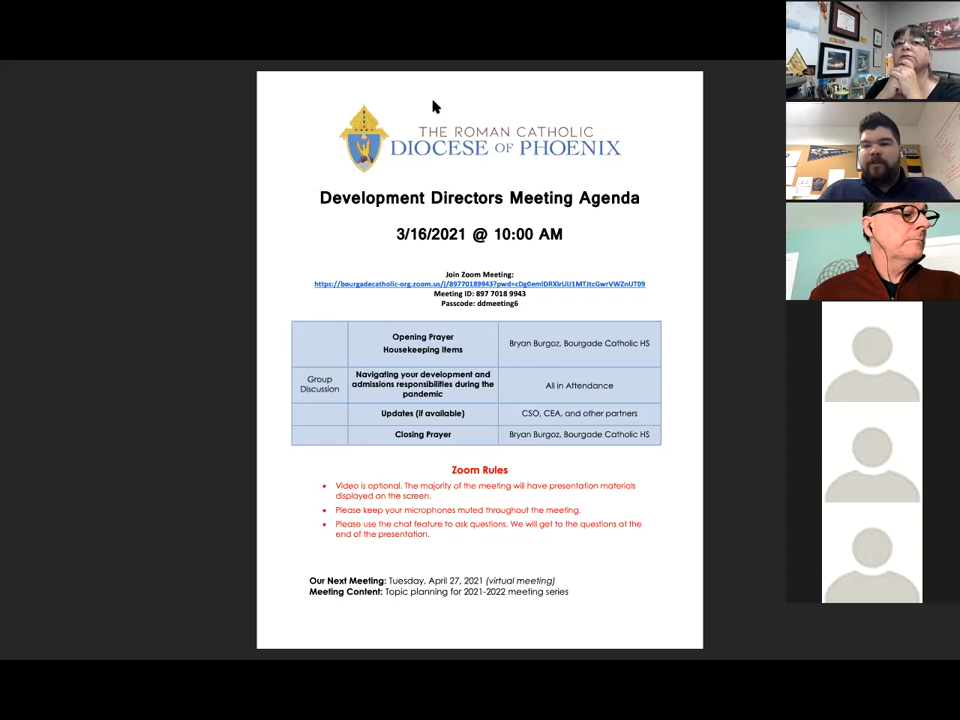 THE ROMAN CATHOLIC
DIOCESE OF PHOENIX
Development Directors Meeting Agenda
3/16/2021 @ 10:00 AM
Join Zoom Meeting:
Meeting ID: 897 7018 9943
Passcode: ddmeeting6
Opening Prayer
Housekeeping Items
Bryan Burgoz, Bourgade Catholic HS
Group
Discussion
Navigating your development and
admissions responsibilities during the
pandemic
All in Attendance
Updates (if available)
CSO, CEA, and other partners
Closing Prayer
Bryan Burgoz, Bourgade Catholic HS
Zoom Rules
• Video is optional. The majority of the meeting will have presentation materials
displayed on the screen.
• Please keep your microphones muted throughout the meeting.
• Please use the chat feature to ask questions. We will get to the questions at the
end of the presentation.
Our Next Meeting: Tuesday, April 27, 2021 (virtual meeting)
Meeting Content: Topic planning for 2021-2022 meeting series